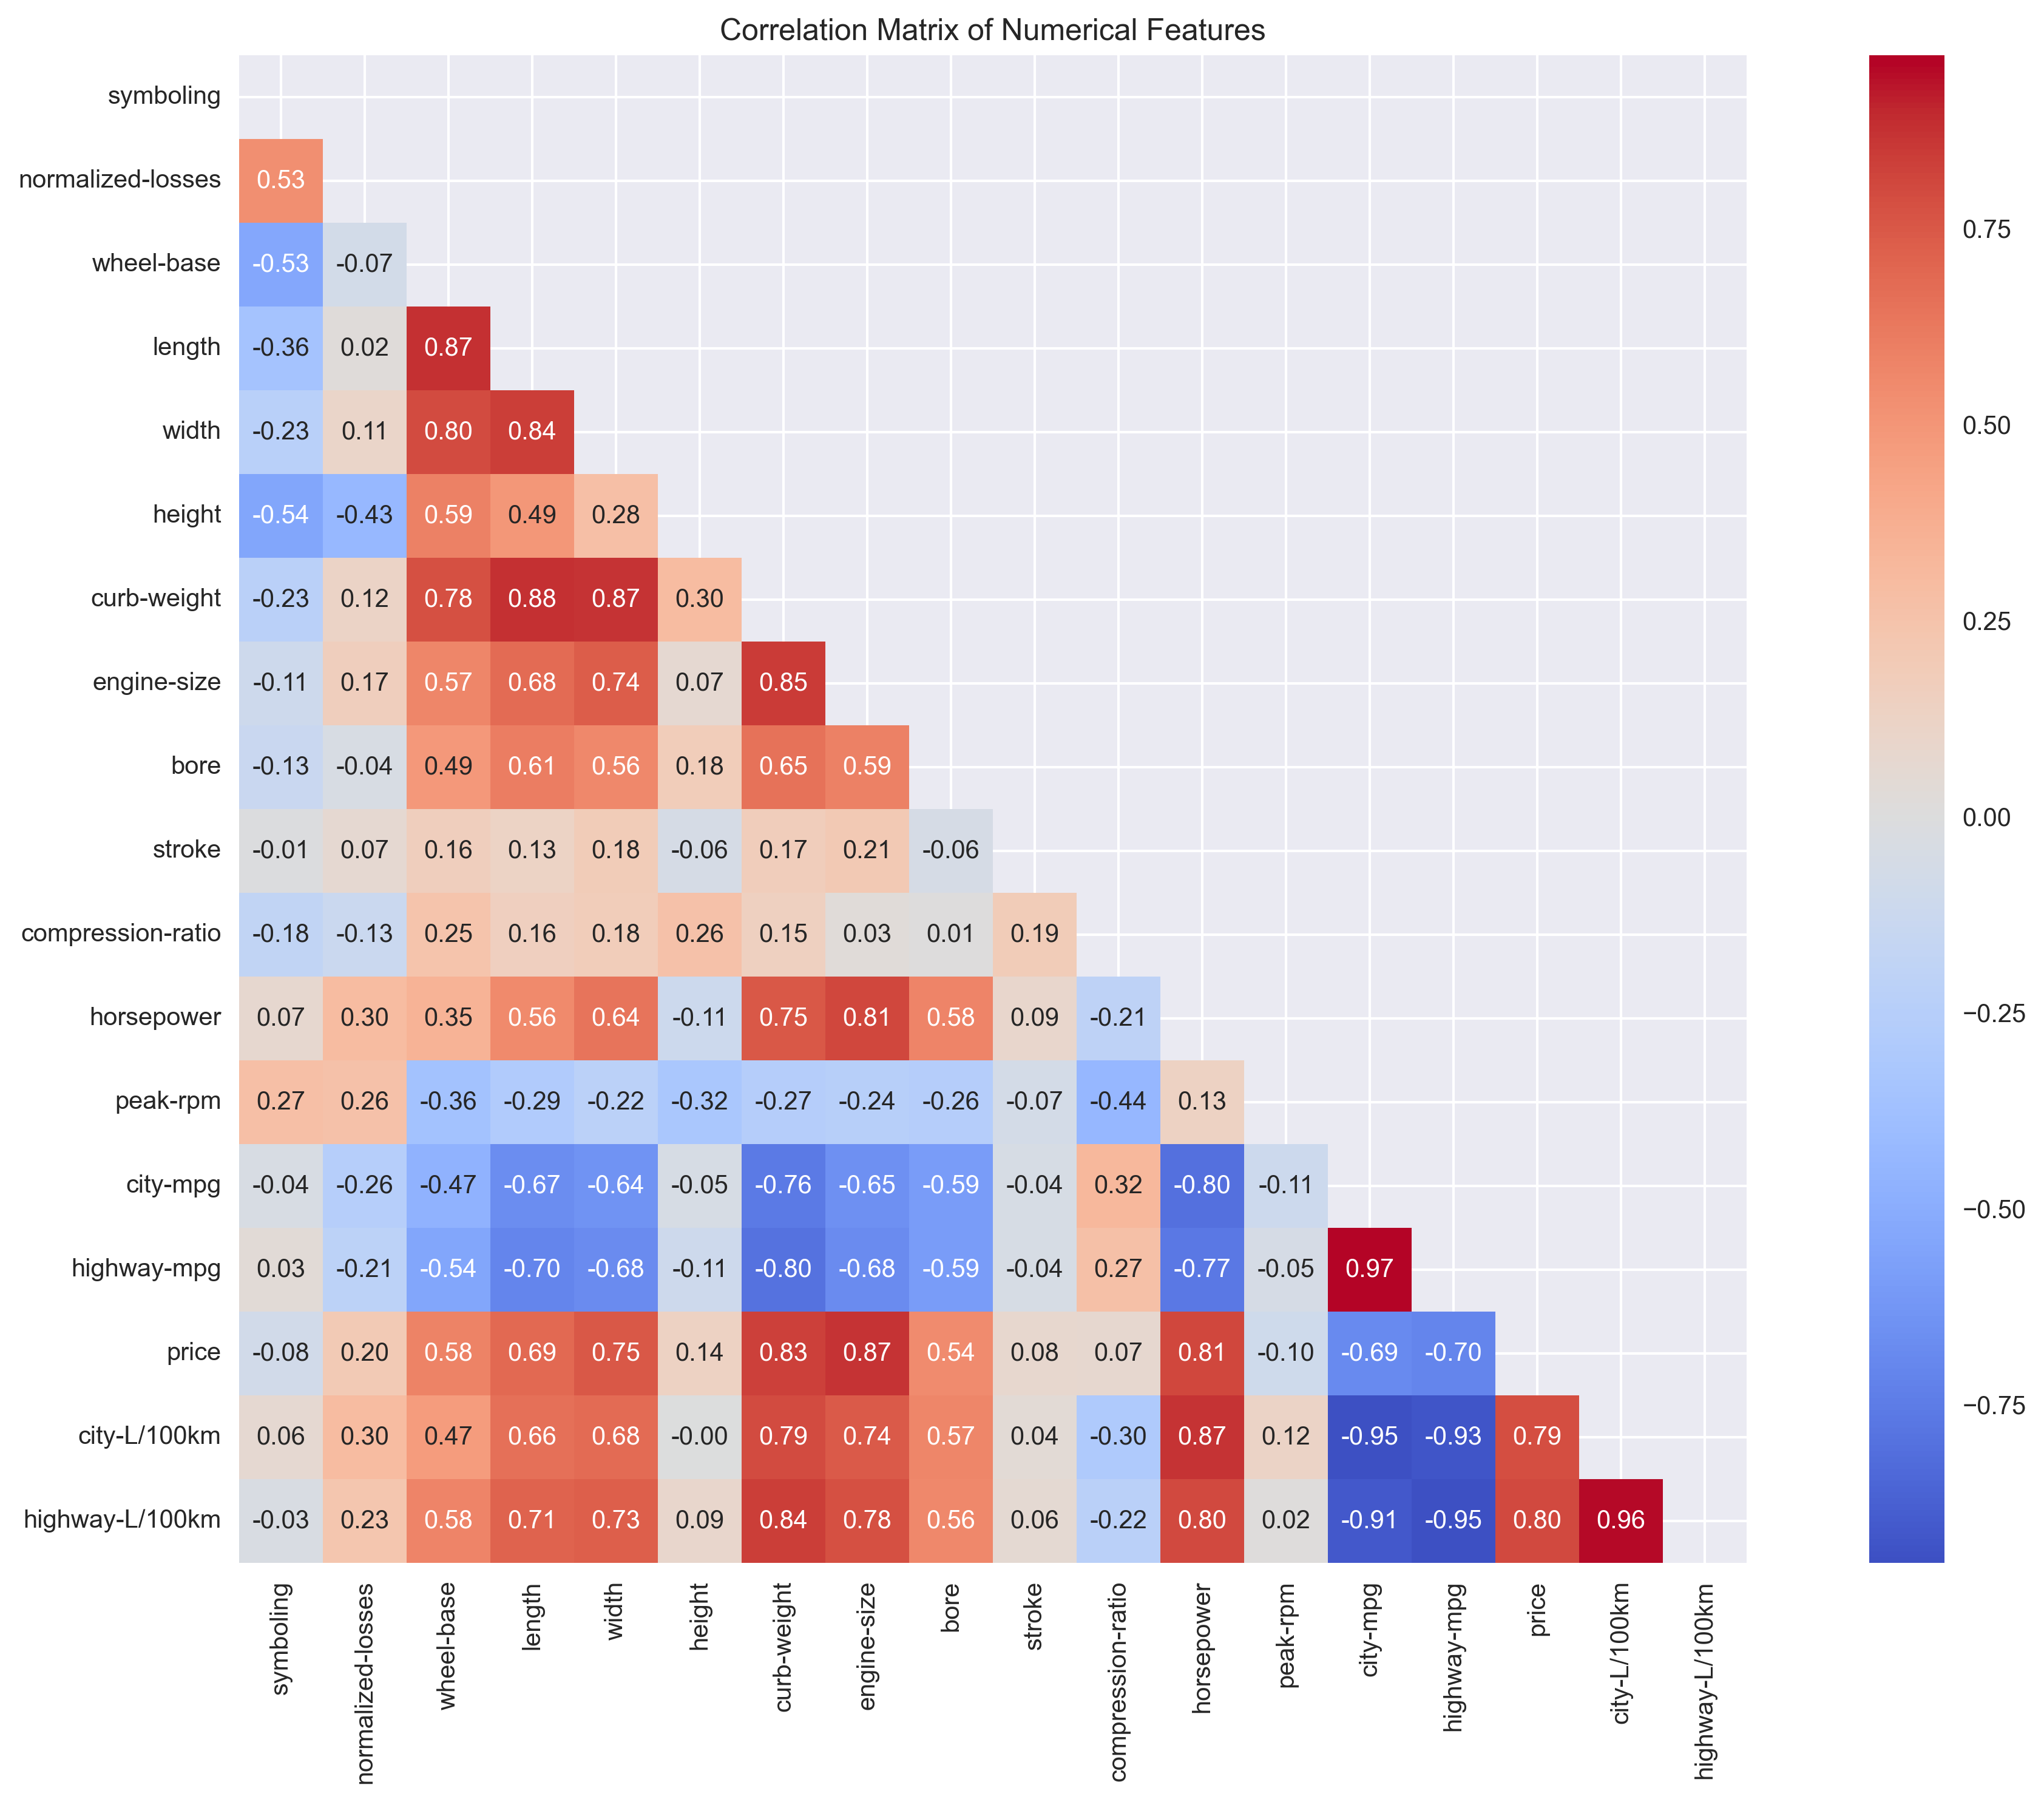 Correlation Matrix of Numerical Features
symboling
normalized-losses 0.53
wheel-base -0.53 -0.07
0.75
length -0.36 0.02 0.87
width -0.23 0.11 0.80 0.84
0.50
height -0.54 -0.43 0.59 0.49 0.28
curb-weight -0.23 0.12 0.78 0.88 0.87 0.30
0.25
engine-size -0.11 0.17 0.57 0.68 0.74 0.07 0.85
bore -0.13 -0.04 0.49 0.61 0.56 0.18 0.65 0.59
0.00
stroke -0.01 0.07 0.16 0.13 0.18 -0.06 0.17 0.21 -0.06
compression-ratio -0.18 -0.13 0.25 0.16 0.18 0.26 0.15 0.03 0.01 0.19
−0.25
horsepower 0.07 0.30 0.35 0.56 0.64 -0.11 0.75 0.81 0.58 0.09 -0.21
peak-rpm 0.27 0.26 -0.36 -0.29 -0.22 -0.32 -0.27 -0.24 -0.26 -0.07 -0.44 0.13
city-mpg -0.04 -0.26 -0.47 -0.67 -0.64 -0.05 -0.76 -0.65 -0.59 -0.04 0.32 -0.80 -0.11
−0.50
highway-mpg 0.03 -0.21 -0.54 -0.70 -0.68 -0.11 -0.80 -0.68 -0.59 -0.04 0.27 -0.77 -0.05 0.97
price -0.08 0.20 0.58 0.69 0.75 0.14 0.83 0.87 0.54 0.08 0.07 0.81 -0.10 -0.69 -0.70
−0.75
city-L/100km 0.06 0.30 0.47 0.66 0.68 -0.00 0.79 0.74 0.57 0.04 -0.30 0.87 0.12 -0.95 -0.93 0.79
highway-L/100km -0.03 0.23 0.58 0.71 0.73 0.09 0.84 0.78 0.56 0.06 -0.22 0.80 0.02 -0.91 -0.95 0.80 0.96
symboling
normalized-losses
wheel-base
length
width
height
curb-weight
engine-size
bore
stroke
compression-ratio
horsepower
peak-rpm
city-mpg
highway-mpg
price
city-L/100km
highway-L/100km